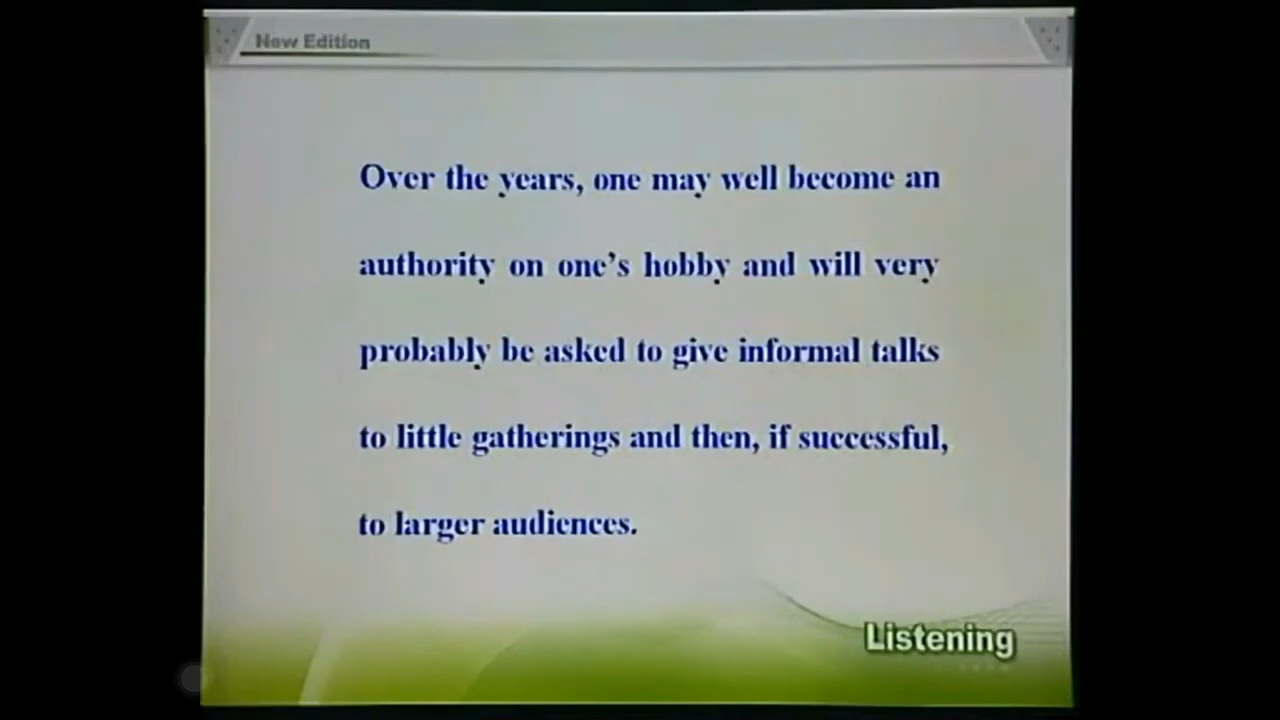 New Edition
Over the years, one may well become an
authority on one's hobby and will very
probably be asked to give informal talks
to little gatherings and then, if successful,
to larger audiences.
Listening